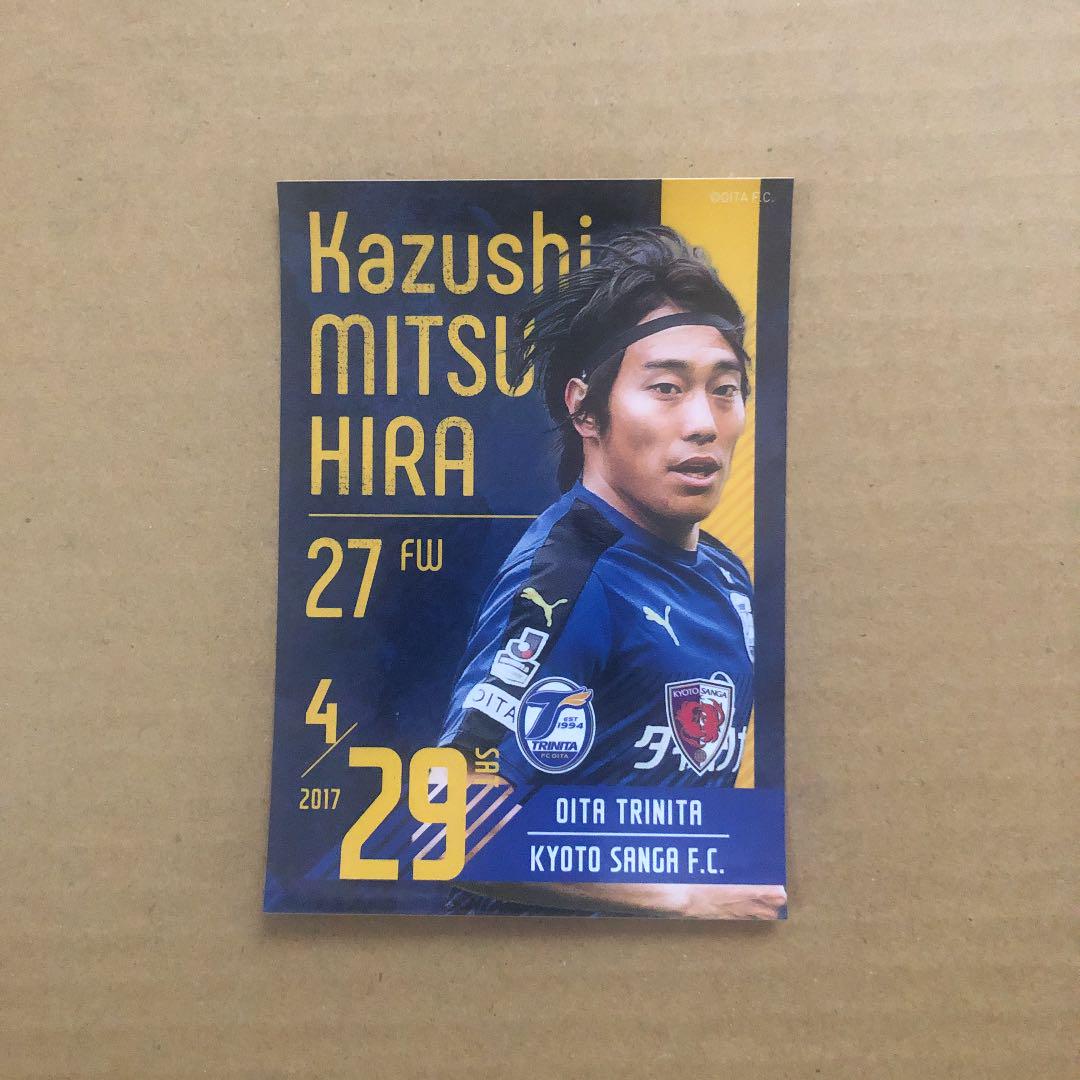 ©OITA F.C.
Kazushi
MITSU
HIRA
27 FW
4/29 SAT
2017
OITA
EST
1994
TRINITA
FC OITA
KYOTO SANGA
OITA TRINITA
KYOTO SANGA F.C.